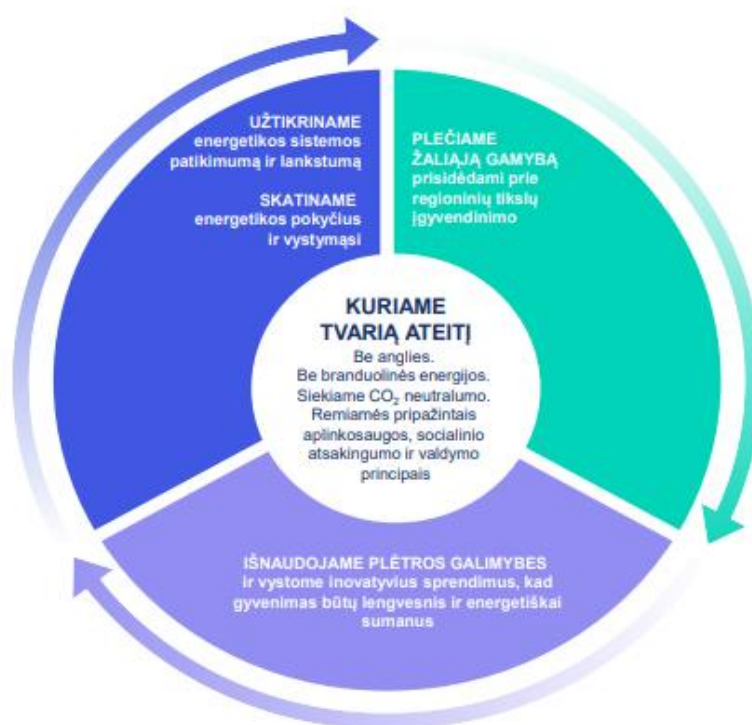 UŽTIKRINAME
energetikos sistemos
patikimumą ir lankstumą
SKATINAME
energetikos pokyčius
ir vystymąsi
PLEČIAME
ŽALIĄJĄ GAMYBĄ
prisidėdami prie
regioninių tikslų
įgyvendinimo
KURIAME
TVARIĄ ATEITĮ
Be anglies.
Be branduolinės energijos.
Siekiame CO₂ neutralumo.
Remiamės pripažintais
aplinkosaugos, socialinio
atsakingumo ir valdymo
principais
IŠNAUDOJAME PLĖTROS GALIMYBES
ir vystome inovatyvius sprendimus, kad
gyvenimas būtų lengvesnis ir energetiškai
sumanus